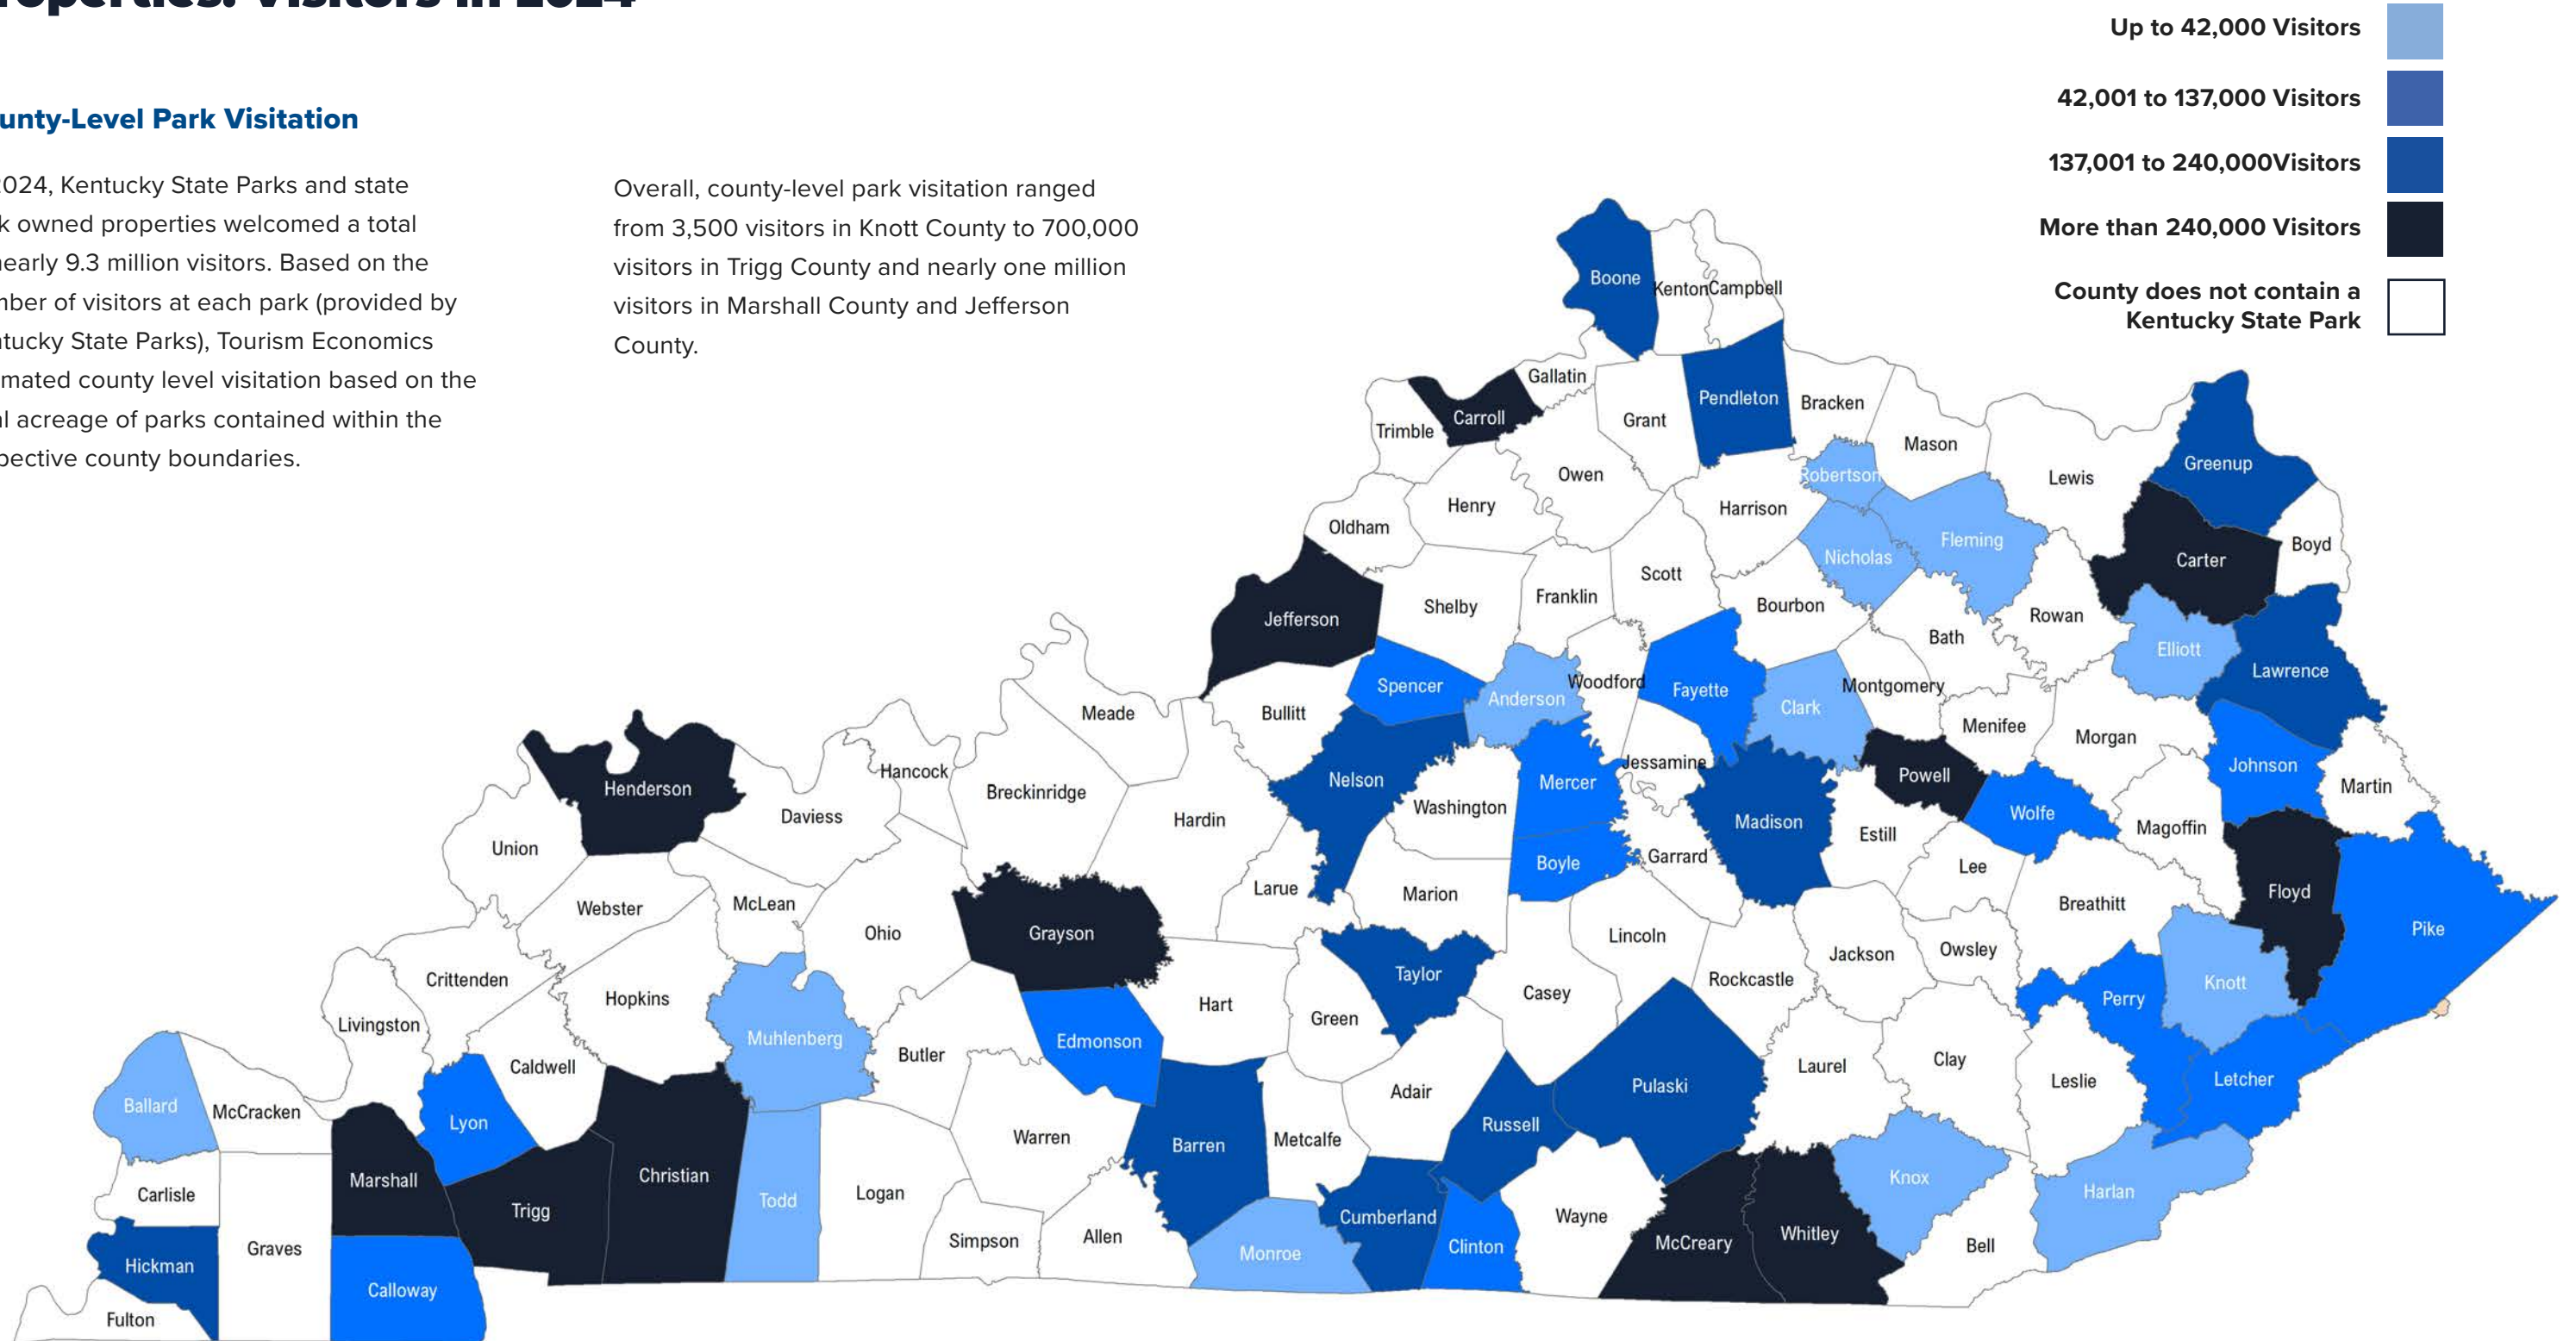 Properties: Visitors in 2024
unty-Level Park Visitation
2024, Kentucky State Parks and state
k owned properties welcomed a total
nearly 9.3 million visitors. Based on the
mber of visitors at each park (provided by
ntucky State Parks), Tourism Economics
imated county level visitation based on the
al acreage of parks contained within the
pective county boundaries.
Overall, county-level park visitation ranged
from 3,500 visitors in Knott County to 700,000
visitors in Trigg County and nearly one million
visitors in Marshall County and Jefferson
County.
Up to 42,000 Visitors
42,001 to 137,000 Visitors
137,001 to 240,000Visitors
More than 240,000 Visitors
County does not contain a
Kentucky State Park
Boone
Kenton
Campbell
Gallatin
Carroll
Trimble
Grant
Pendleton
Bracken
Owen
Mason
Robertson
Lewis
Greenup
Henry
Harrison
Oldham
Nicholas
Fleming
Carter
Boyd
Jefferson
Shelby
Franklin
Scott
Bourbon
Rowan
Bath
Elliott
Lawrence
Spencer
Anderson
Woodford
Fayette
Clark
Montgomery
Menifee
Morgan
Bullitt
Meade
Hancock
Henderson
Daviess
Breckinridge
Hardin
Nelson
Washington
Mercer
Jessamine
Madison
Powell
Estill
Wolfe
Johnson
Martin
Magoffin
Union
Webster
McLean
Ohio
Grayson
Larue
Marion
Boyle
Garrard
Lee
Breathitt
Floyd
Pike
Lincoln
Jackson
Owsley
Rockcastle
Crittenden
Hopkins
Livingston
Caldwell
Muhlenberg
Butler
Edmonson
Hart
Green
Taylor
Casey
Perry
Knott
Letcher
Laurel
Clay
Leslie
Pulaski
Adair
Russell
Ballard
McCracken
Lyon
Marshall
Trigg
Christian
Todd
Logan
Warren
Barren
Metcalfe
Knox
Harlan
Carlisle
Graves
Hickman
Fulton
Calloway
Simpson
Allen
Monroe
Cumberland
Clinton
Wayne
McCreary
Whitley
Bell